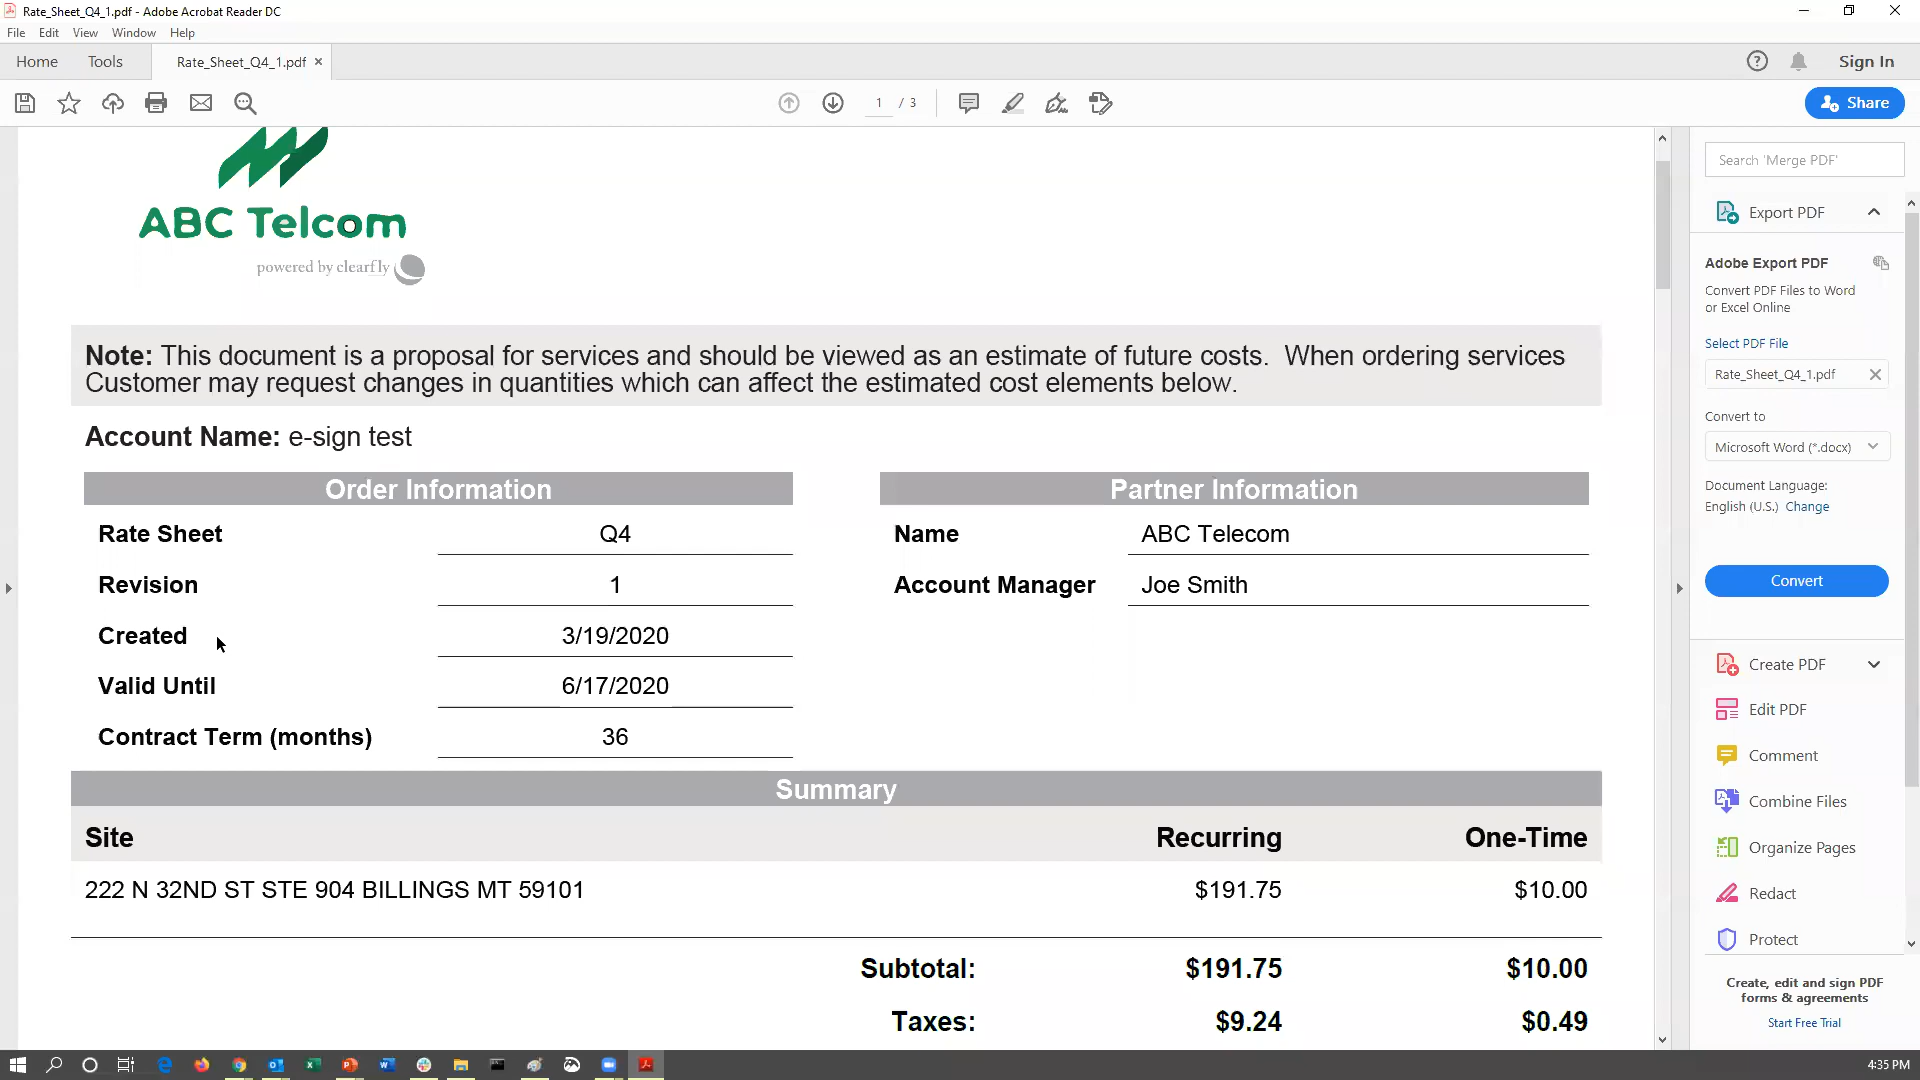 Rate_Sheet_Q4_1.pdf - Adobe Acrobat Reader DC
File Edit View Window Help
Home Tools Rate_Sheet_Q4_1.pdf × Sign In
1 / 3 Share
ABC Telcom
powered by clearfly
Note: This document is a proposal for services and should be viewed as an estimate of future costs. When ordering services
Customer may request changes in quantities which can affect the estimated cost elements below.
Account Name: e-sign test
Order Information
Rate Sheet Q4
Revision 1
Created 3/19/2020
Valid Until 6/17/2020
Contract Term (months) 36
Partner Information
Name ABC Telecom
Account Manager Joe Smith
Summary
Site Recurring One-Time
222 N 32ND ST STE 904 BILLINGS MT 59101 $191.75 $10.00
Subtotal: $191.75 $10.00
Taxes: $9.24 $0.49
Search 'Merge PDF'
Export PDF
Adobe Export PDF
Convert PDF Files to Word
or Excel Online
Select PDF File
Rate_Sheet_Q4_1.pdf
Convert to
Microsoft Word (*.docx)
Document Language:
English (U.S.) Change
Convert
Create PDF
Edit PDF
Comment
Combine Files
Organize Pages
Redact
Protect
Create, edit and sign PDF
forms & agreements
Start Free Trial
4:35 PM